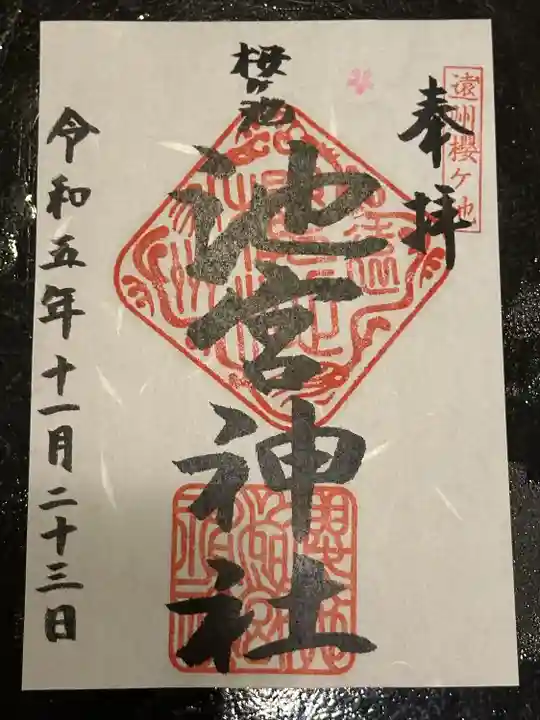 遠州櫻ヶ池
奉拝
桜ヶ池
池宮神社
令和五年十一月二十三日